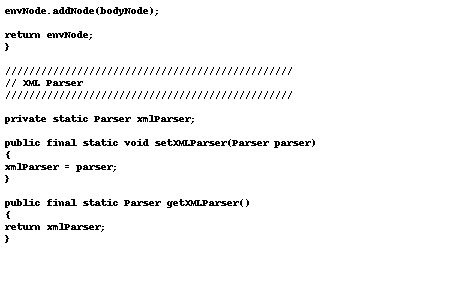 envNode.addNode(bodyNode);
return envNode;
}
////////////////////////////////////////////////
// XML Parser
////////////////////////////////////////////////
private static Parser xmlParser;
public final static void setXMLParser(Parser parser)
{
xmlParser = parser;
}
public final static Parser getXMLParser()
{
return xmlParser;
}